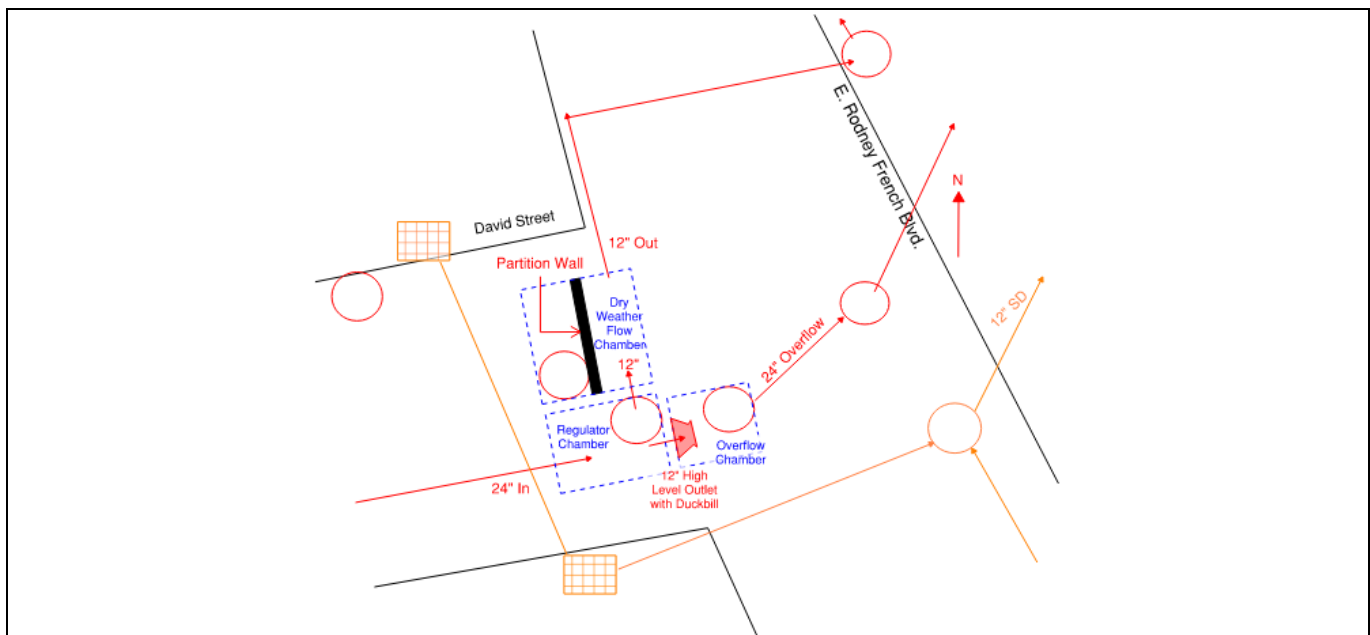 E. Rodney French Blvd.
N
David Street
12" Out
Partition Wall
Dry
Weather
Flow
Chamber
12"
24" Overflow
12" SD
Regulator
Chamber
Overflow
Chamber
24" In
12" High
Level Outlet
with Duckbill